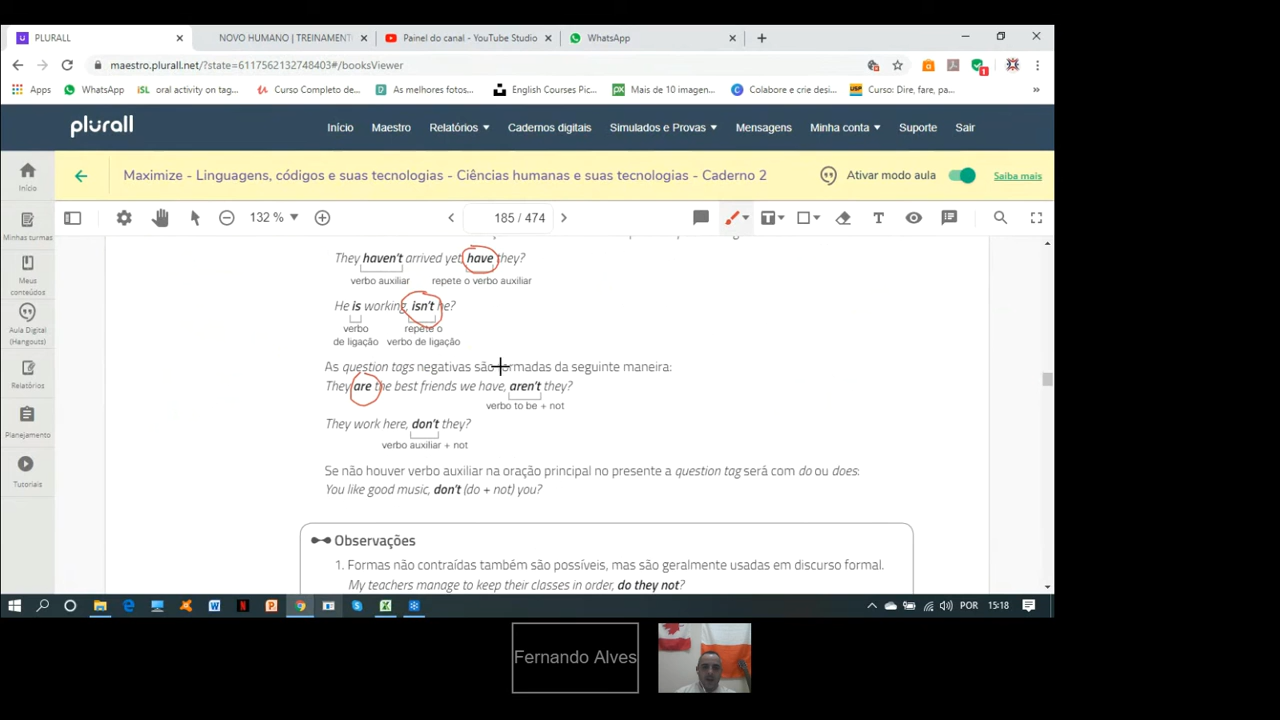 PLURALL
NOVO HUMANO | TREINAMENT
Painel do canal - YouTube Studio
WhatsApp
maestro.plurall.net/?state=6117562132748403#/booksViewer
Apps
WhatsApp
oral activity on tag...
Curso Completo de...
As melhores fotos...
English Courses Pic...
Mais de 10 imagen...
Colabore e crie desi...
Curso: Dire, fare, pa...
plurall
Início
Maestro
Relatórios
Cadernos digitais
Simulados e Provas
Mensagens
Minha conta
Suporte
Sair
Maximize - Linguagens, códigos e suas tecnologias - Ciências humanas e suas tecnologias - Caderno 2
Ativar modo aula
Saiba mais
Início
Minhas turmas
Meus
conteúdos
Aula Digital
(Hangouts)
Relatórios
Planejamento
Tutoriais
132 %
185 / 474
They haven't arrived yet, have they?
verbo auxiliar
repete o verbo auxiliar
He is working, isn't he?
verbo
de ligação
repete o
verbo de ligação
As question tags negativas são formadas da seguinte maneira:
They are the best friends we have, aren't they?
verbo to be + not
They work here, don't they?
verbo auxiliar + not
Se não houver verbo auxiliar na oração principal no presente a question tag será com do ou does:
You like good music, don't (do + not) you?
Observações
1. Formas não contraídas também são possíveis, mas são geralmente usadas em discurso formal.
My teachers manage to keep their classes in order, do they not?
POR
15:18
Fernando Alves